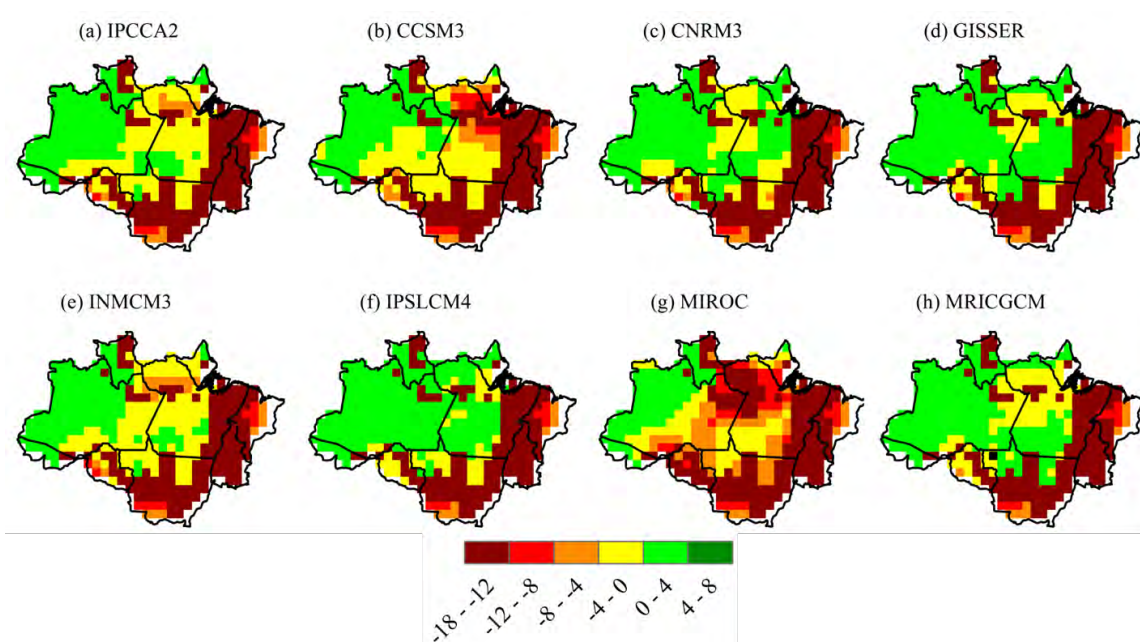 (a) IPCCA2 (b) CCSM3 (c) CNRM3 (d) GISSER
(e) INMCM3 (f) IPSLCM4 (g) MIROC (h) MRICGCM
-18 - -12 -12 - -8 -8 - -4 -4 - 0 0 - 4 4 - 8